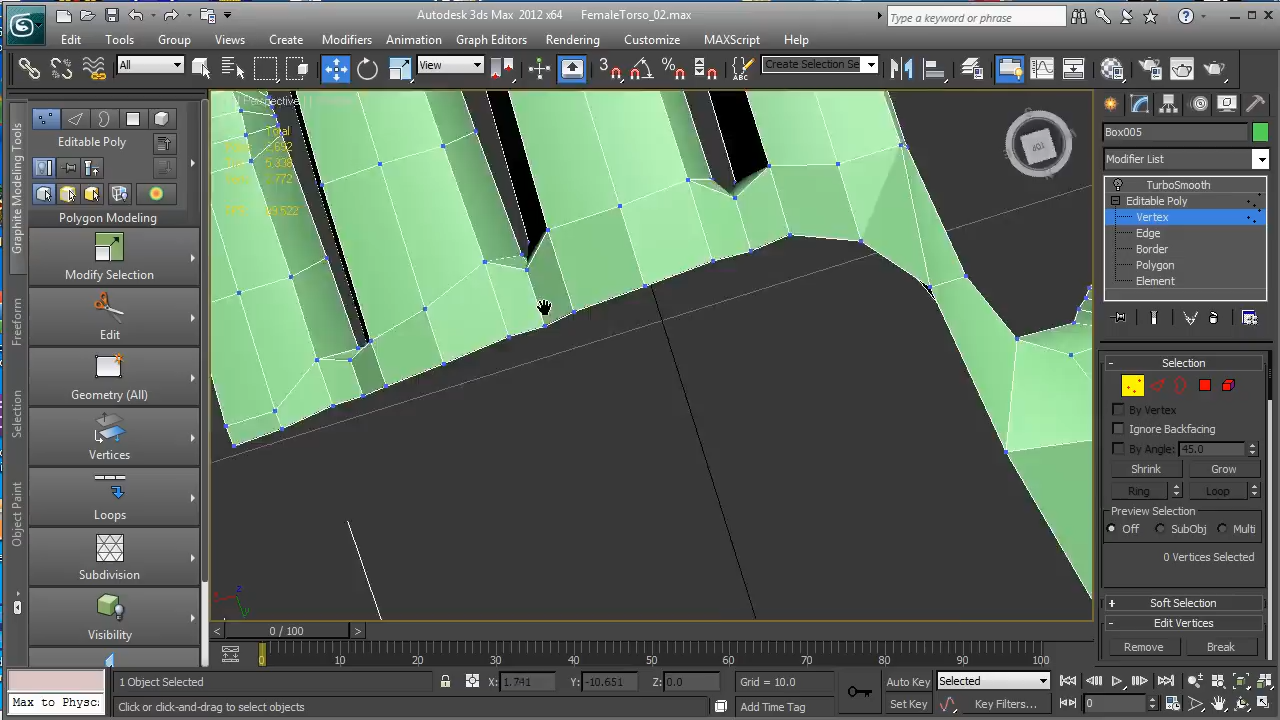 Autodesk 3ds Max 2012 x64 FemaleTorso_02.max
Type a keyword or phrase
Edit Tools Group Views Create Modifiers Animation Graph Editors Rendering Customize MAXScript Help
All
View
Create Selection Se
Graphite Modeling Tools
Freeform
Selection
Object Paint
Editable Poly
Polygon Modeling
Modify Selection
Edit
Geometry (All)
Vertices
Loops
Subdivision
Visibility
Total
Box005
Modifier List
TurboSmooth
Editable Poly
Vertex
Edge
Border
Polygon
Element
Selection
By Vertex
Ignore Backfacing
By Angle: 45.0
Shrink Grow
Ring Loop
Preview Selection
Off SubObj Multi
0 Vertices Selected
Soft Selection
Edit Vertices
Remove Break
0 / 100
0 10 20 30 40 50 60 70 80 90 100
1 Object Selected X: 1.741 Y: -10.651 Z: 0.0 Grid = 10.0 Auto Key Selected
Max to Physc
Click or click-and-drag to select objects Add Time Tag Set Key Key Filters... 0